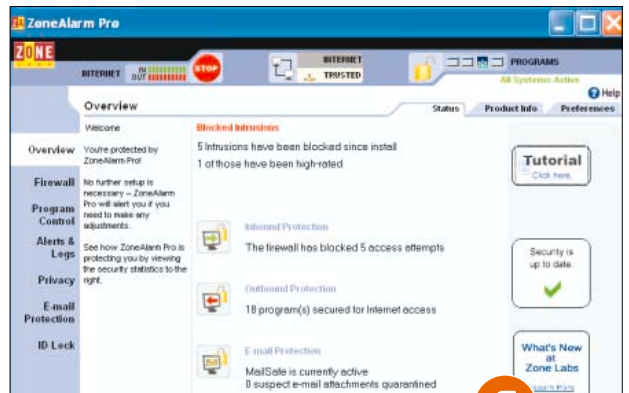 ZoneAlarm Pro
ZONE
INTERNET IN OUT
STOP
INTERNET
TRUSTED
PROGRAMS
All Systems Active
Help
Overview
Status Product Info Preferences
Overview
Firewall
Program
Control
Alerts &
Logs
Privacy
E-mail
Protection
ID Lock
Welcome
You're protected by
ZoneAlarm Pro!
No further setup is
necessary – ZoneAlarm
Pro will alert you if you
need to make any
adjustments.
See how ZoneAlarm Pro is
protecting you by viewing
the security statistics to the
right.
Blocked Intrusions
5 Intrusions have been blocked since install
1 of those have been high-rated
Inbound Protection
The firewall has blocked 5 access attempts
Outbound Protection
18 program(s) secured for Internet access
E-mail Protection
MailSafe is currently active
0 suspect e-mail attachments quarantined
Tutorial
Click here.
Security is
up to date.
What's New
at
Zone Labs
Learn More